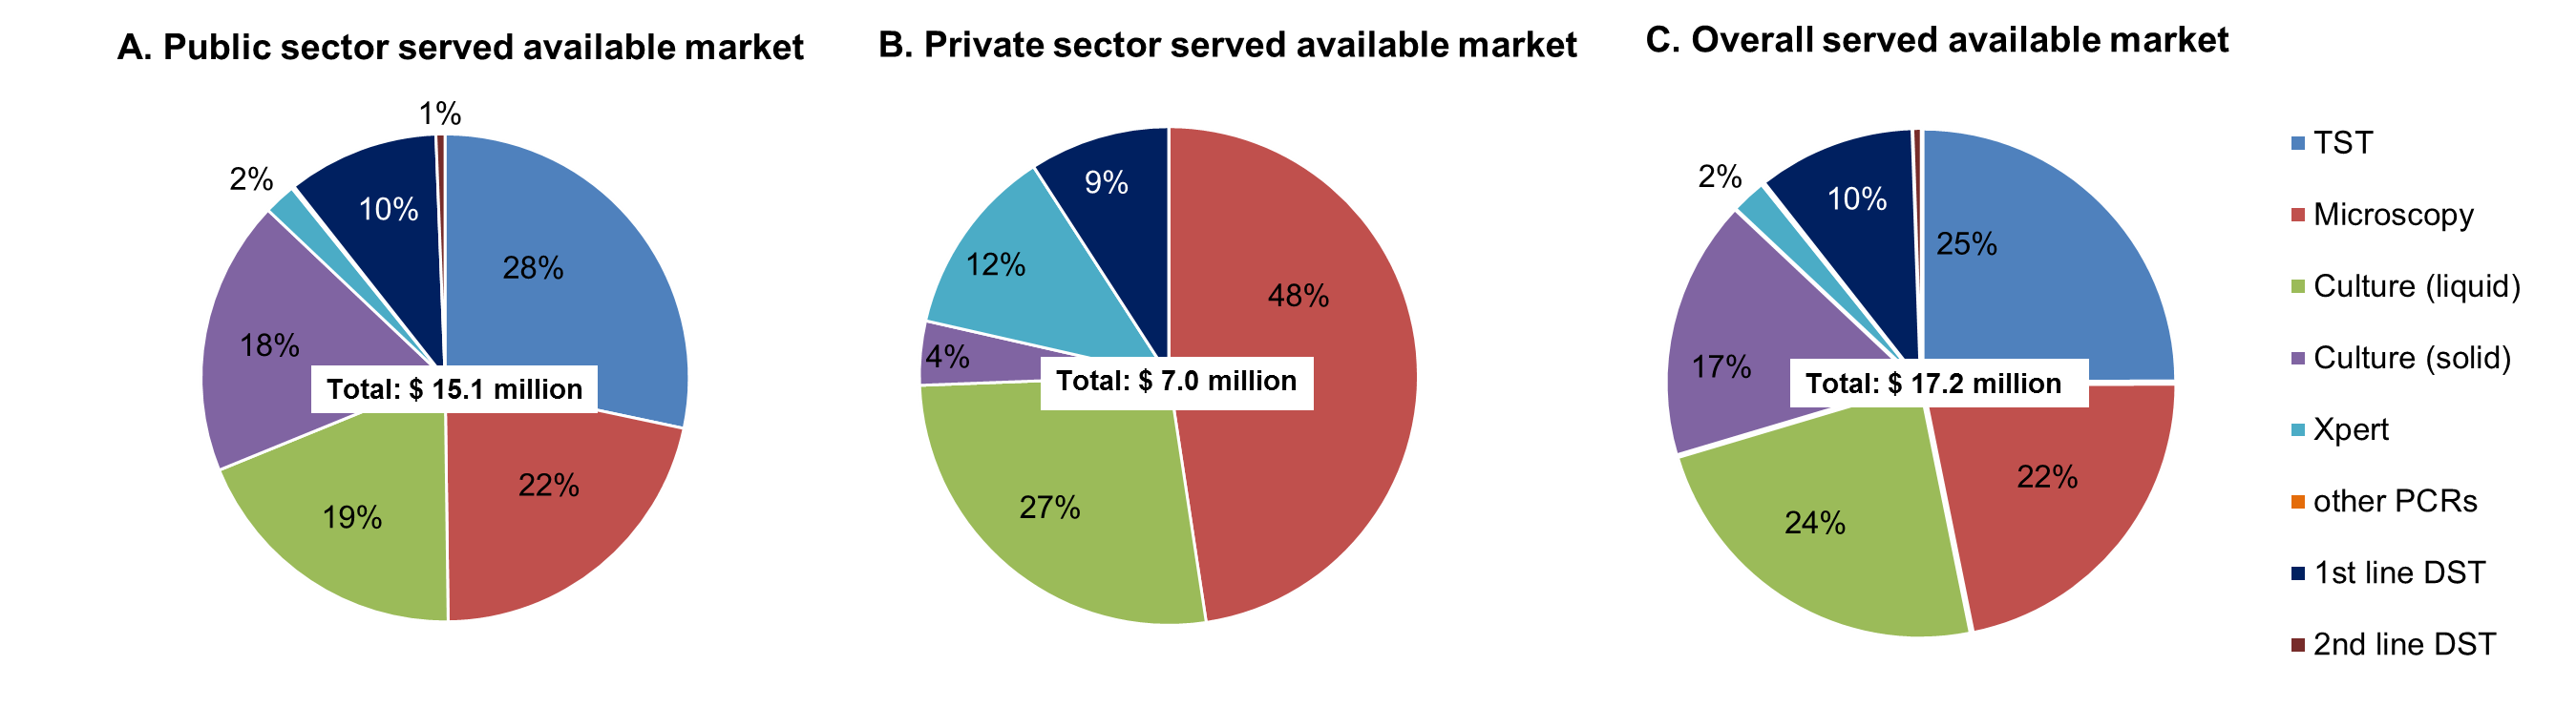 A. Public sector served available market
1%
2%
10%
28%
18%
Total: $ 15.1 million
22%
19%
B. Private sector served available market
9%
12%
48%
4%
Total: $ 7.0 million
27%
C. Overall served available market
2%
10%
25%
17%
Total: $ 17.2 million
22%
24%
TST
Microscopy
Culture (liquid)
Culture (solid)
Xpert
other PCRs
1st line DST
2nd line DST